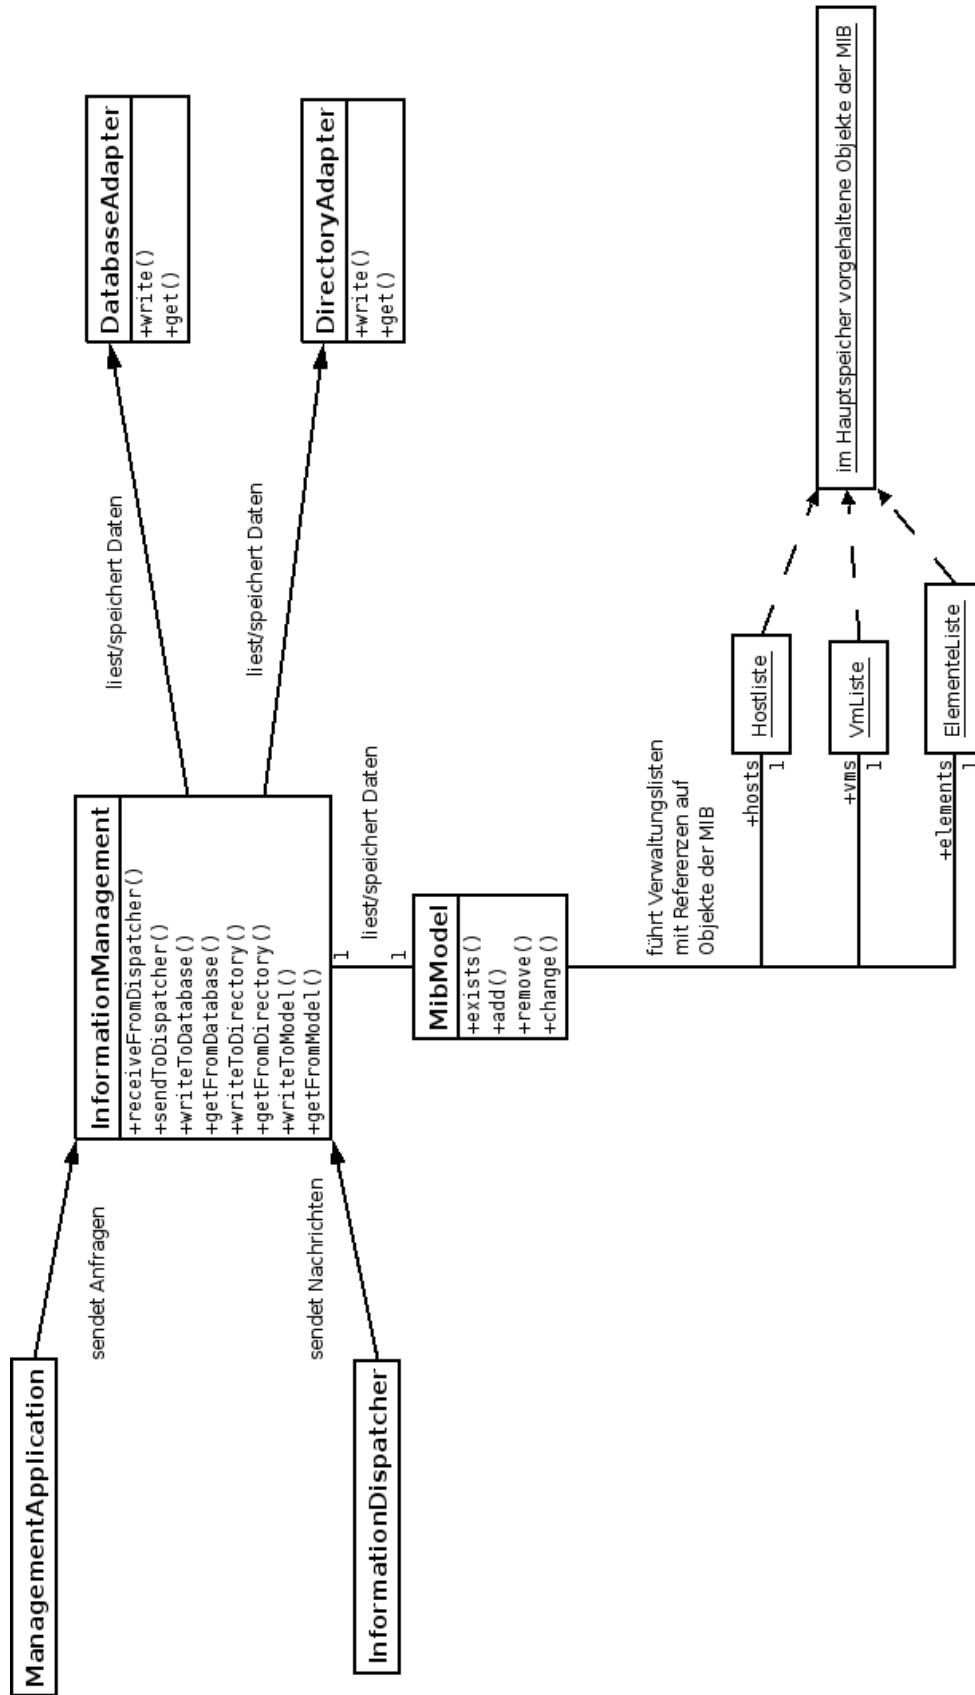 ManagementApplication
sendet Anfragen
InformationDispatcher
sendet Nachrichten
InformationManagement
+receiveFromDispatcher()
+sendToDispatcher()
+writeToDatabase()
+getFromDatabase()
+writeToDirectory()
+getFromDirectory()
+writeToModel()
+getFromModel()
liest/speichert Daten
DatabaseAdapter
+write()
+get()
liest/speichert Daten
DirectoryAdapter
+write()
+get()
1
liest/speichert Daten
1
MibModel
+exists()
+add()
+remove()
+change()
führt Verwaltungslisten
mit Referenzen auf
Objekte der MIB
+hosts
1
Hostliste
+vms
1
VmListe
+elements
1
ElementeListe
im Hauptspeicher vorgehaltene Objekte der MIB